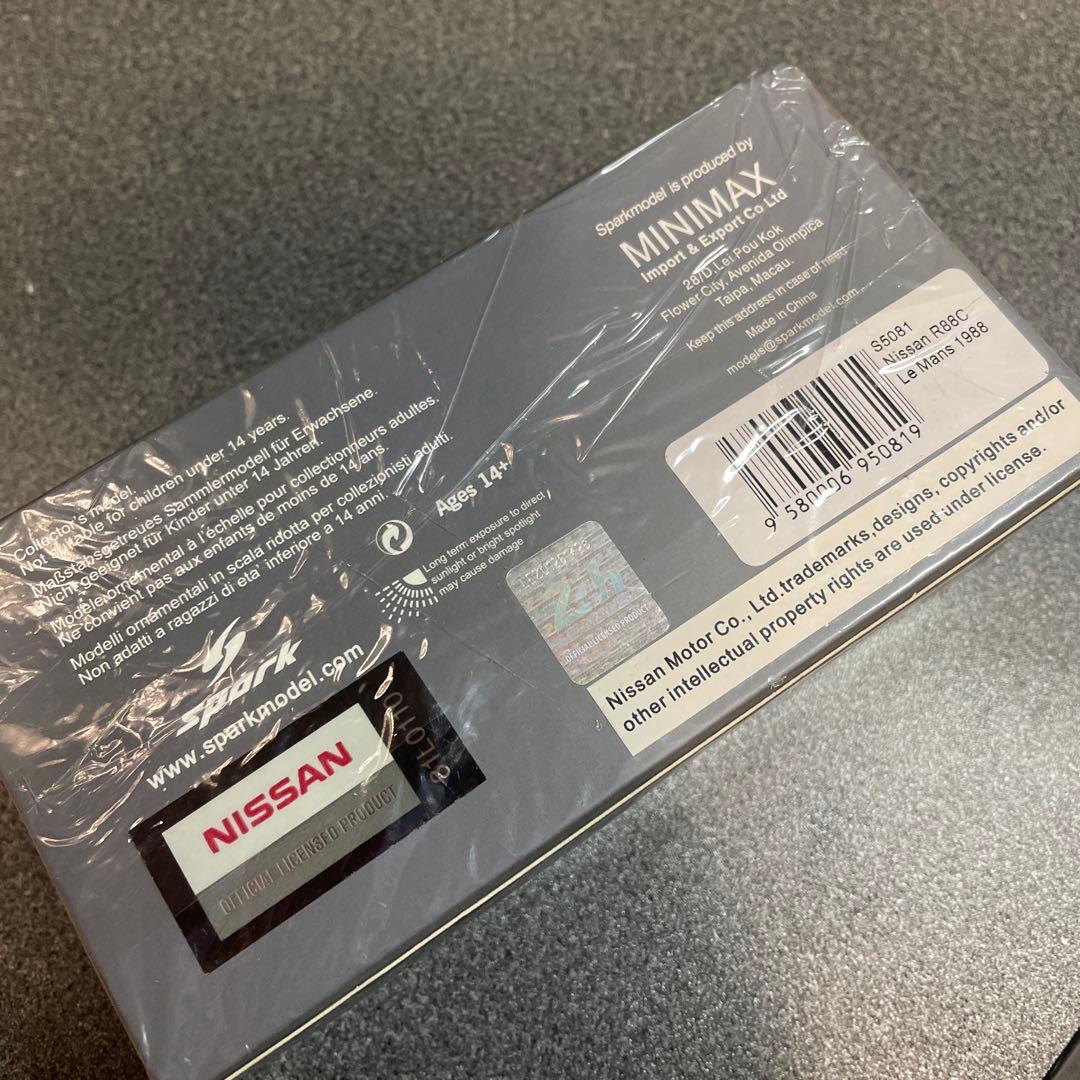 Sparkmodel is produced by
MINIMAX
Import & Export Co Ltd
28/D, Lei Pou Kok
Flower City, Avenida Olimpica
Taipa, Macau.
Keep this address in case of need
Made in China
models@sparkmodel.com
S5081
Nissan R88C
Le Mans 1988
9 580006 950819
Collector's model.
Not suitable for children under 14 years.
Maßstabsgetreues Sammlermodell für Erwachsene.
Nicht geeignet für Kinder unter 14 Jahren.
Modele ornemental à l'échelle pour collectionneurs adultes.
Ne convient pas aux enfants de moins de 14 ans.
Modelli ornamentali in scala ridotta per collezionisti adulti.
Non adatti a ragazzi di eta' inferiore a 14 anni.
Ages 14+
Long term exposure to direct
sunlight or bright spotlight
may cause damage
24h
OFFICIAL LICENSED PRODUCT
Nissan Motor Co., Ltd.trademarks,designs, copyrights and/or
other intellectual property rights are used under license.
spark
www.sparkmodel.com
NISSAN
OFFICIAL LICENSED PRODUCT